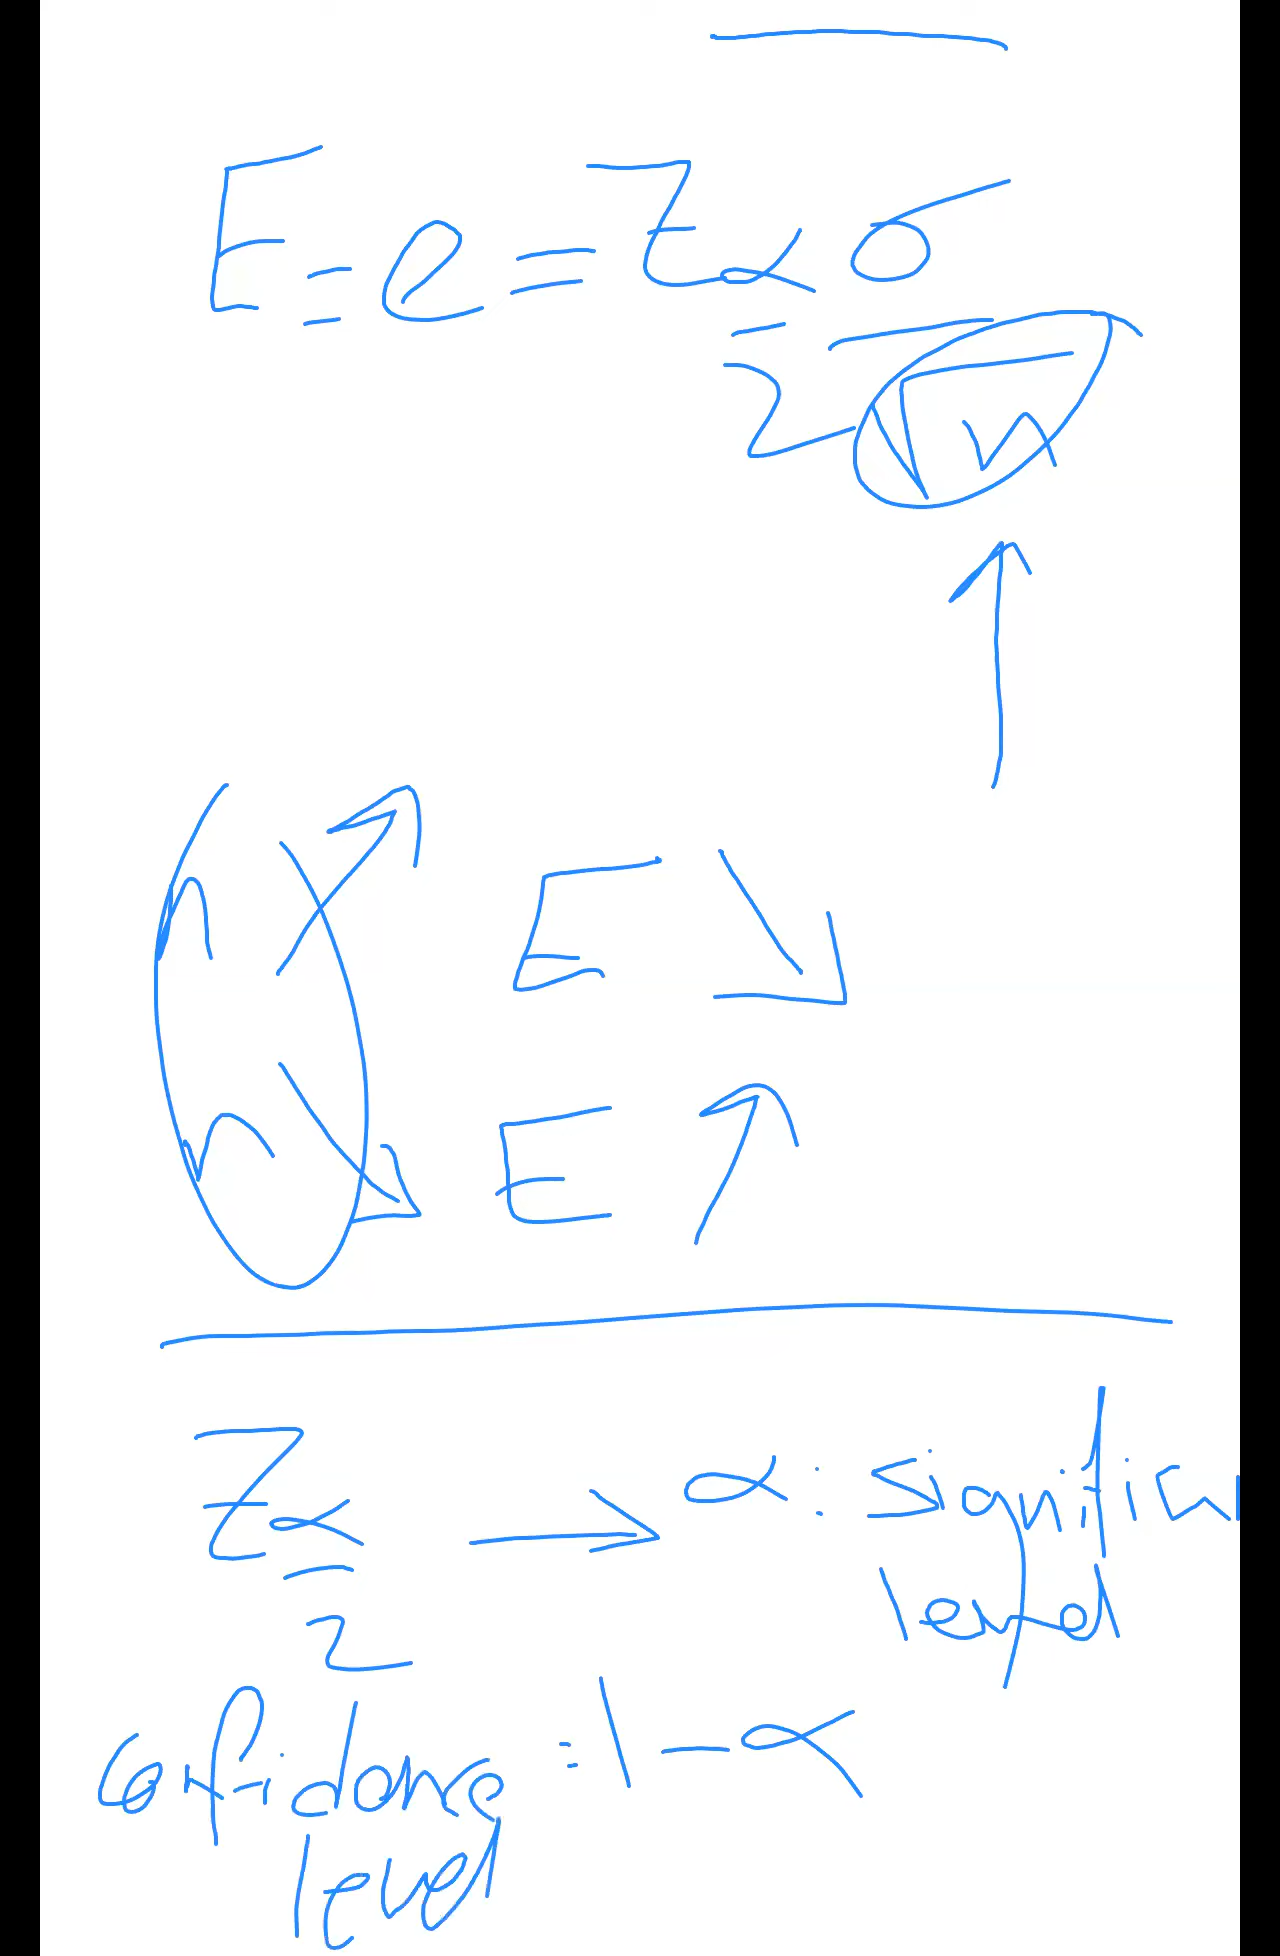 E = e = Zα/2 σ/√n
n ↗ E ↘
n ↘ E ↗
Zα/2 → α : Significan
level
confidence : 1 - α
level